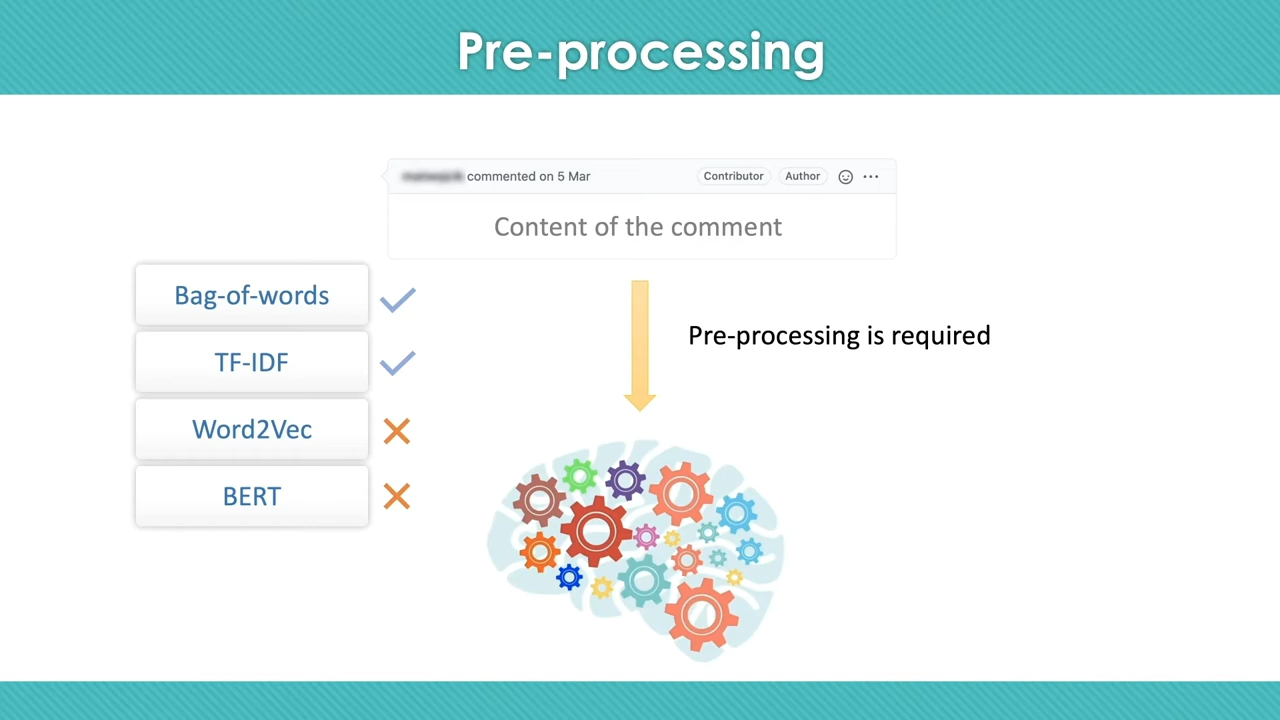 Pre-processing
commented on 5 Mar
Contributor
Author
Content of the comment
Bag-of-words
TF-IDF
Word2Vec
BERT
Pre-processing is required